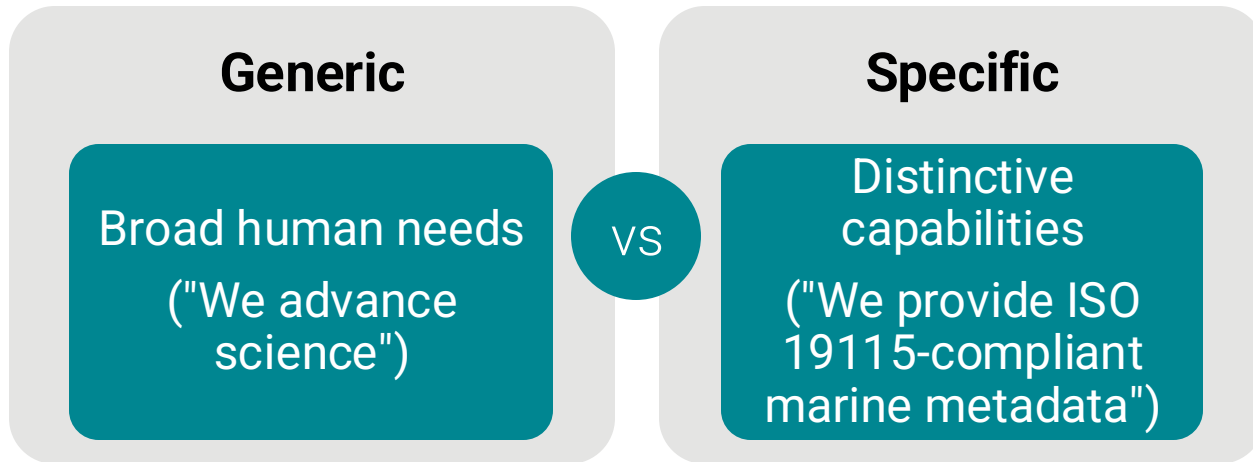 Generic
Broad human needs
("We advance
science")
vs
Specific
Distinctive
capabilities
("We provide ISO
19115-compliant
marine metadata")